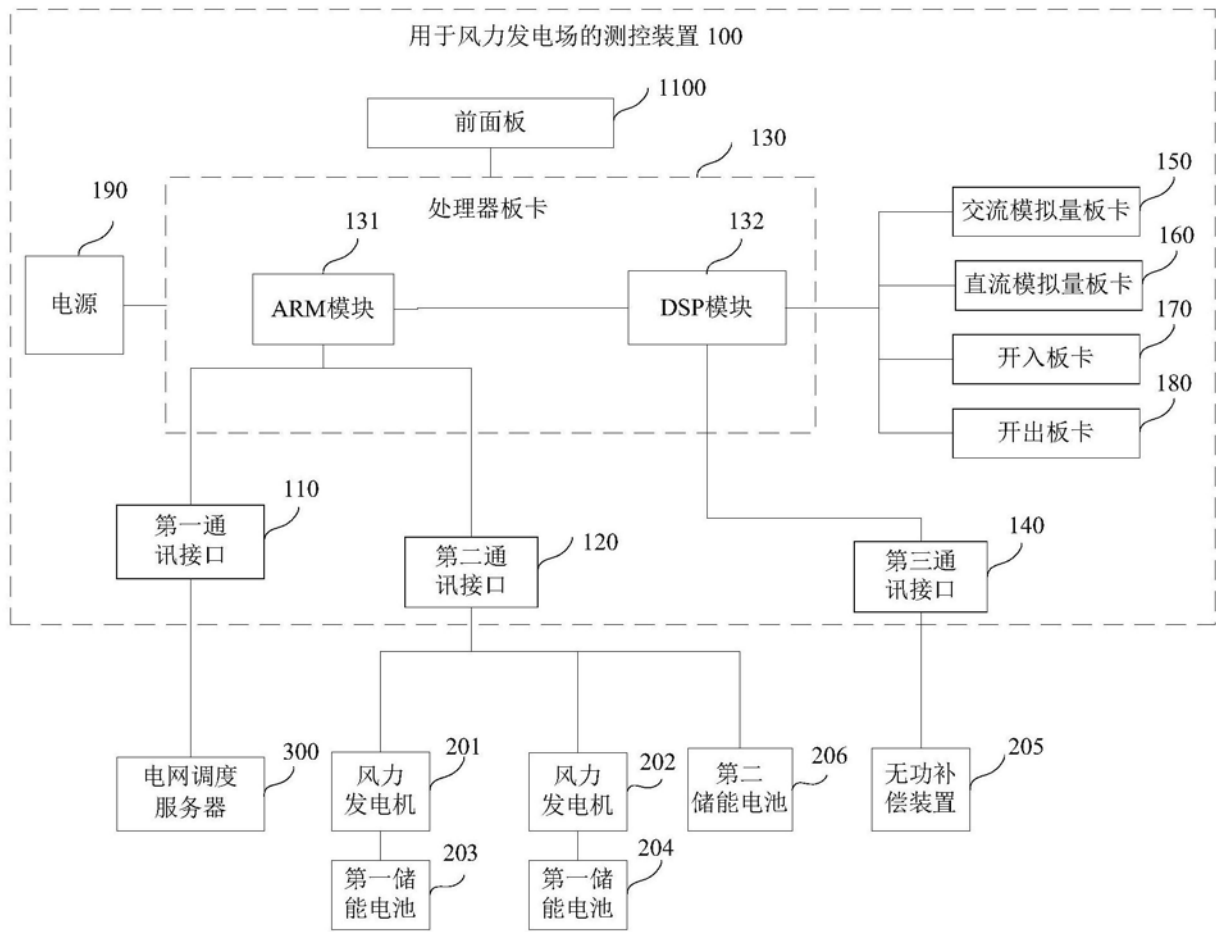 用于风力发电场的测控装置 100
1100
前面板
130
150
190
处理器板卡
交流模拟量板卡
131
132
160
电源
ARM模块
DSP模块
直流模拟量板卡
170
开入板卡
180
开出板卡
110
第一通
讯接口
120
第二通
讯接口
140
第三通
讯接口
300
电网调度
服务器
201
风力
发电机
202
风力
发电机
206
第二
储能电池
205
无功补
偿装置
203
第一储
能电池
204
第一储
能电池